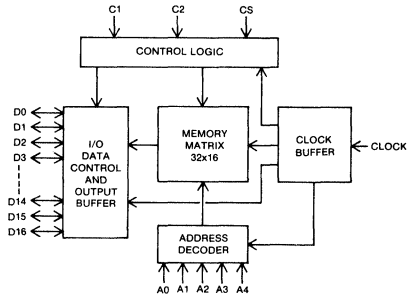 C1 C2 CS
CONTROL LOGIC
D0
D1
D2
D3
D14
D15
D16
I/O
DATA
CONTROL
AND
OUTPUT
BUFFER
MEMORY
MATRIX
32x16
CLOCK
BUFFER
CLOCK
ADDRESS
DECODER
A0 A1 A2 A3 A4